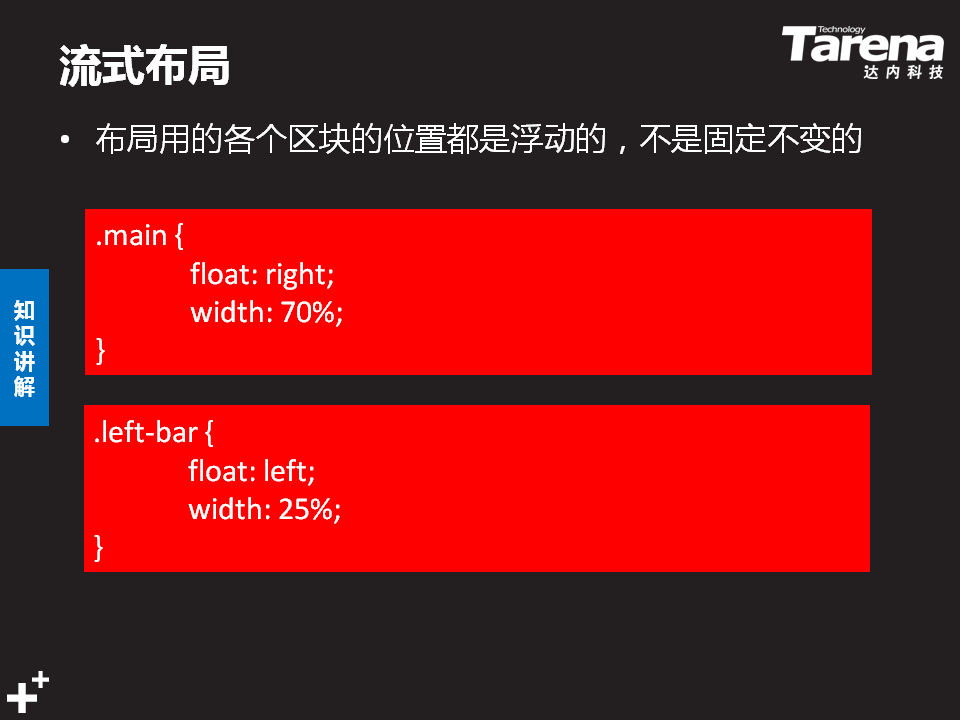 流式布局
Technology
Tarena
达内科技
• 布局用的各个区块的位置都是浮动的，不是固定不变的
.main {
float: right;
width: 70%;
}
知识讲解
.left-bar {
float: left;
width: 25%;
}